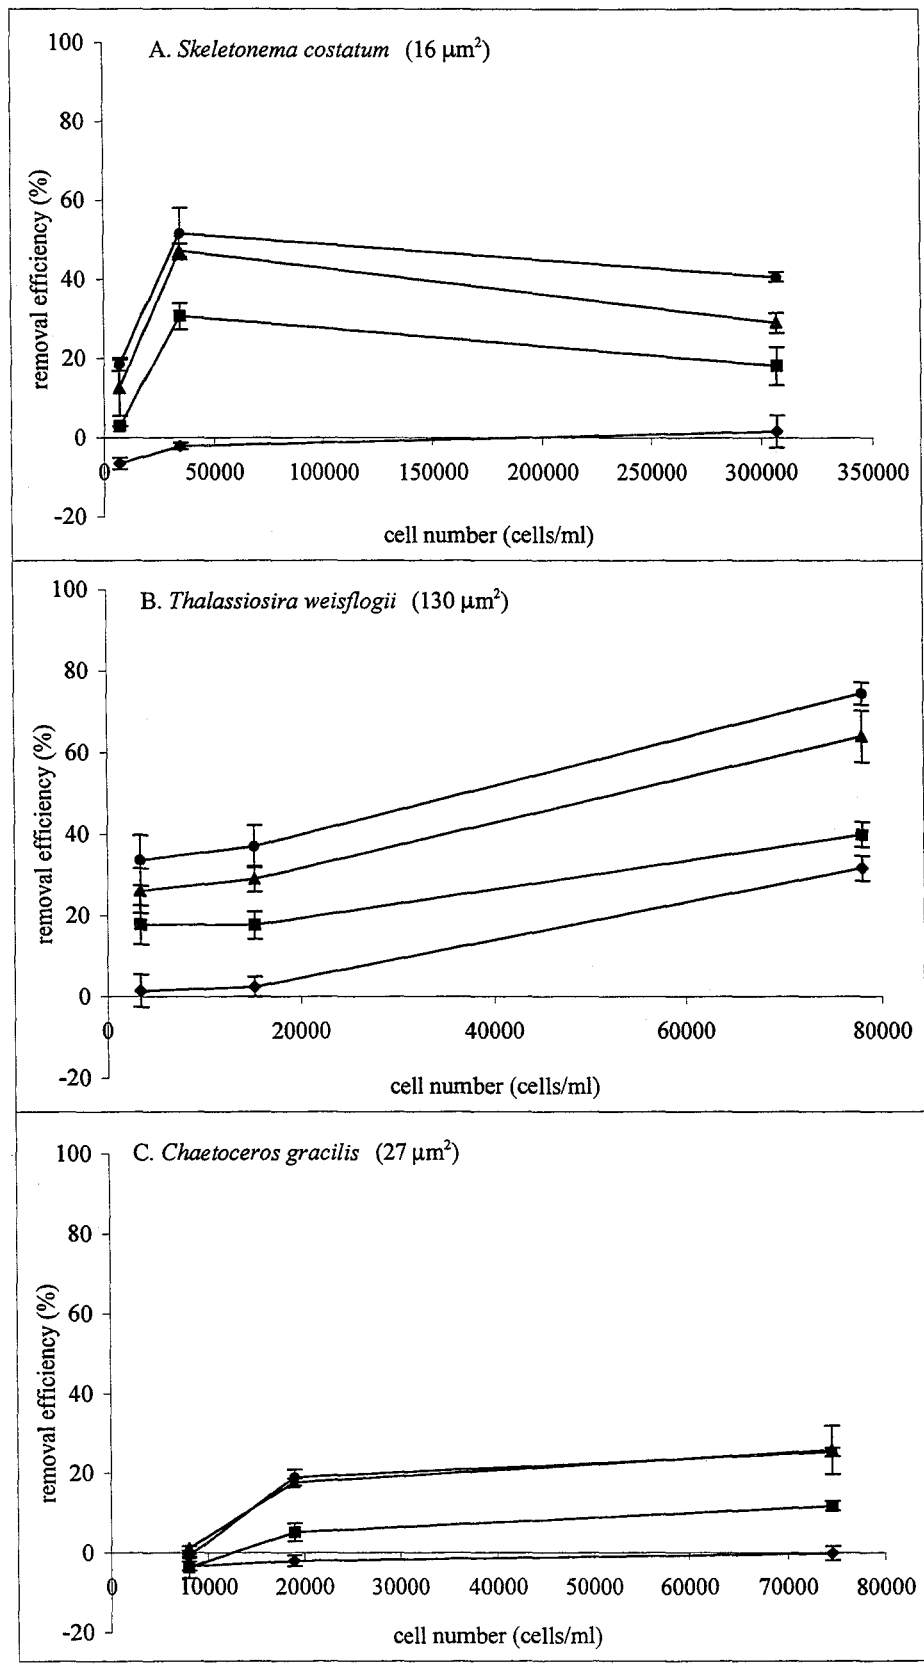 A. Skeletonema costatum (16 μm²)
100
80
60
40
20
0
-20
removal efficiency (%)
0 50000 100000 150000 200000 250000 300000 350000
cell number (cells/ml)
B. Thalassiosira weisflogii (130 μm²)
100
80
60
40
20
0
-20
removal efficiency (%)
0 20000 40000 60000 80000
cell number (cells/ml)
C. Chaetoceros gracilis (27 μm²)
100
80
60
40
20
0
-20
removal efficiency (%)
0 10000 20000 30000 40000 50000 60000 70000 80000
cell number (cells/ml)